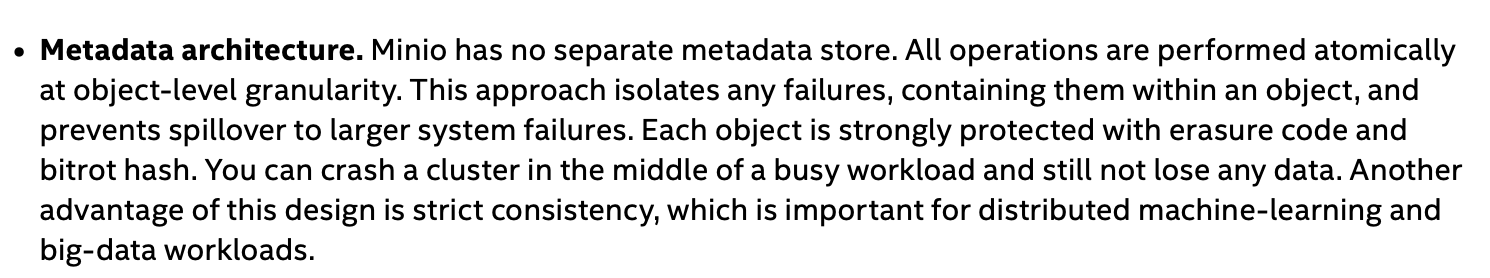 • Metadata architecture. Minio has no separate metadata store. All operations are performed atomically
at object-level granularity. This approach isolates any failures, containing them within an object, and
prevents spillover to larger system failures. Each object is strongly protected with erasure code and
bitrot hash. You can crash a cluster in the middle of a busy workload and still not lose any data. Another
advantage of this design is strict consistency, which is important for distributed machine-learning and
big-data workloads.